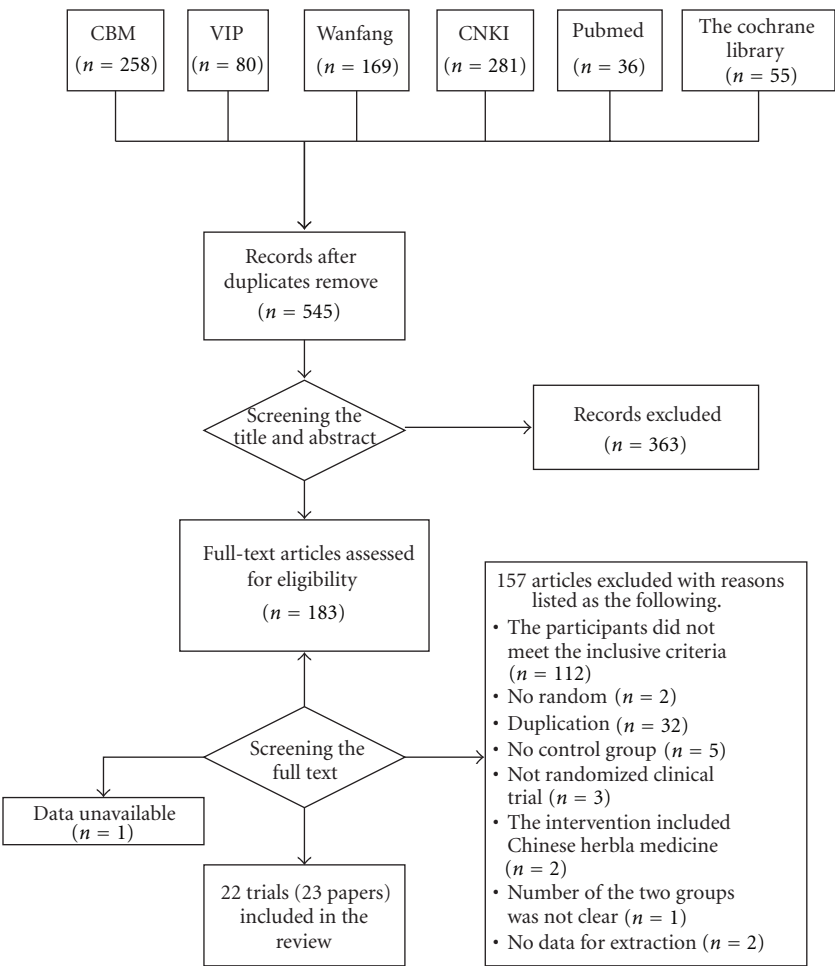 CBM
(n = 258)
VIP
(n = 80)
Wanfang
(n = 169)
CNKI
(n = 281)
Pubmed
(n = 36)
The cochrane
library
(n = 55)
Records after
duplicates remove
(n = 545)
Screening the
title and abstract
Records excluded
(n = 363)
Full-text articles assessed
for eligibility
(n = 183)
157 articles excluded with reasons
listed as the following.
• The participants did not
meet the inclusive criteria
(n = 112)
• No random (n = 2)
• Duplication (n = 32)
• No control group (n = 5)
• Not randomized clinical
trial (n = 3)
• The intervention included
Chinese herbla medicine
(n = 2)
• Number of the two groups
was not clear (n = 1)
• No data for extraction (n = 2)
Screening the
full text
Data unavailable
(n = 1)
22 trials (23 papers)
included in the
review